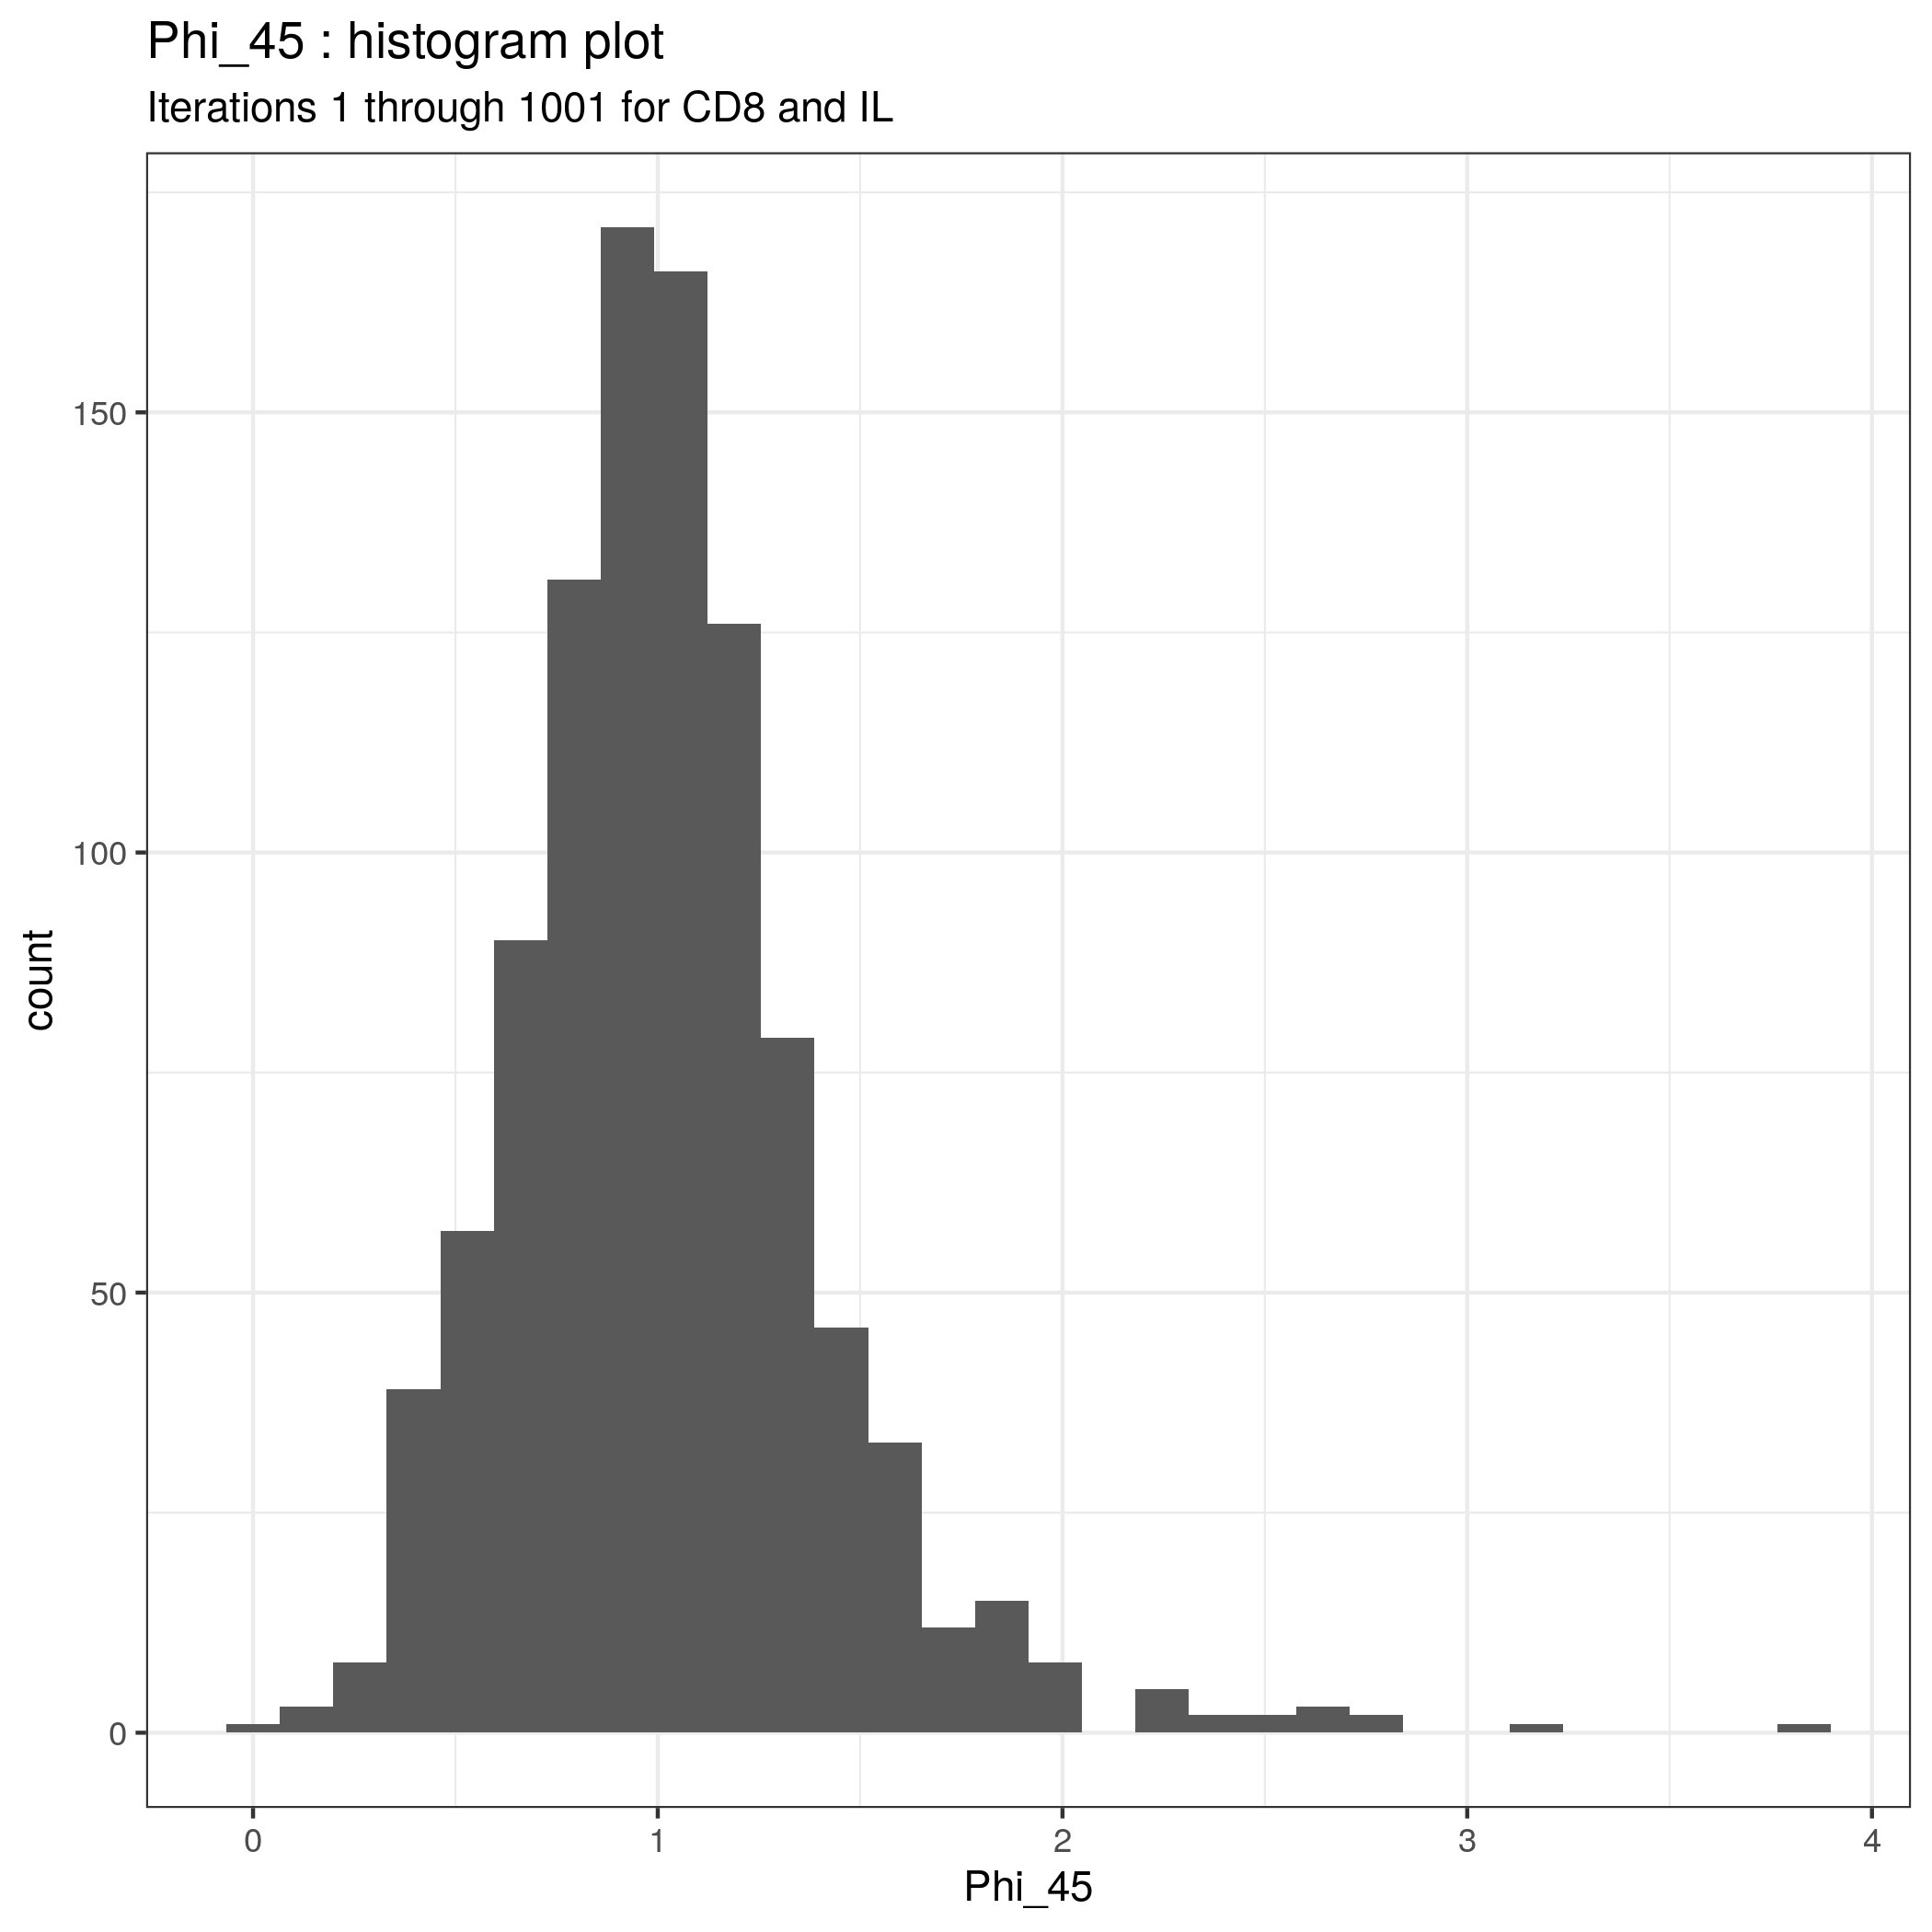 Phi_45 : histogram plot
Iterations 1 through 1001 for CD8 and IL
150
100
50
0
count
0 1 2 3 4
Phi_45